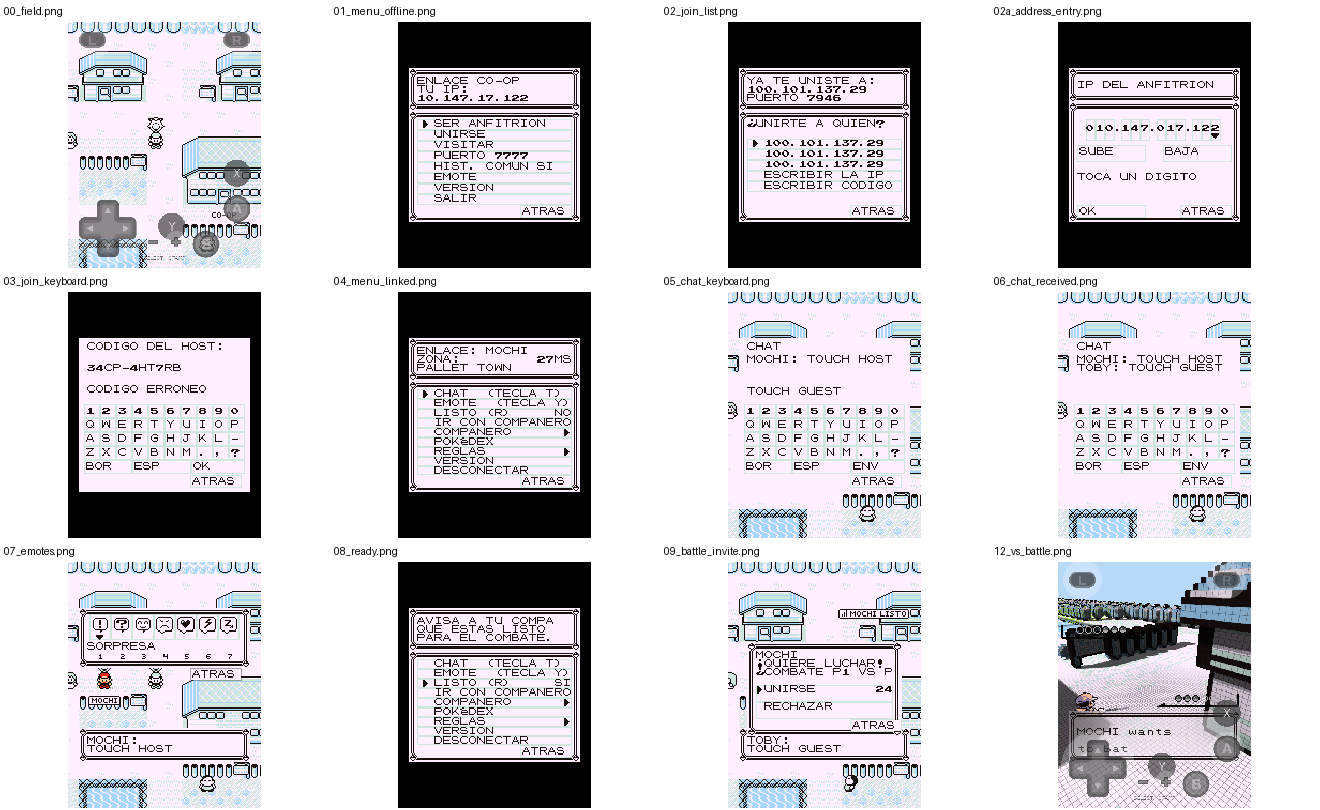 00_field.png
L
R
X
CO-OP
A
Y
SELECT START
01_menu_offline.png
ENLACE CO-OP
TU IP:
10.147.17.122
SER ANFITRION
UNIRSE
VISITAR
PUERTO 7777
HIST. COMUN SI
EMOTE
VERSION
SALIR
ATRAS
02_join_list.png
YA TE UNISTE A:
100.101.137.29
PUERTO 7946
¿UNIRTE A QUIEN?
100.101.137.29
100.101.137.29
100.101.137.29
ESCRIBIR LA IP
ESCRIBIR CODIGO
ATRAS
02a_address_entry.png
IP DEL ANFITRION
010.147.017.122
SUBE BAJA
TOCA UN DIGITO
OK ATRAS
03_join_keyboard.png
CODIGO DEL HOST:
34CP-4HT7RB
CODIGO ERRONEO
1 2 3 4 5 6 7 8 9 0
Q W E R T Y U I O P
A S D F G H J K L -
Z X C V B N M . , ?
BOR ESP OK
ATRAS
04_menu_linked.png
ENLACE: MOCHI
ZONA: 27MS
PALLET TOWN
CHAT (TECLA T)
EMOTE (TECLA Y)
LISTO (R) NO
IR CON COMPANERO
COMPANERO
POKéDEX
REGLAS
VERSION
DESCONECTAR
ATRAS
05_chat_keyboard.png
CHAT
MOCHI: TOUCH HOST
TOUCH GUEST
1 2 3 4 5 6 7 8 9 0
Q W E R T Y U I O P
A S D F G H J K L -
Z X C V B N M . , ?
BOR ESP ENV
ATRAS
06_chat_received.png
CHAT
MOCHI: TOUCH HOST
TOBY: TOUCH GUEST
1 2 3 4 5 6 7 8 9 0
Q W E R T Y U I O P
A S D F G H J K L -
Z X C V B N M . , ?
BOR ESP ENV
ATRAS
07_emotes.png
SORPRESA
1 2 3 4 5 6 7
ATRAS
MOCHI
MOCHI:
TOUCH HOST
08_ready.png
AVISA A TU COMPA
QUE ESTAS LISTO
PARA EL COMBATE.
CHAT (TECLA T)
EMOTE (TECLA Y)
LISTO (R) SI
IR CON COMPANERO
COMPANERO
POKéDEX
REGLAS
VERSION
DESCONECTAR
ATRAS
09_battle_invite.png
MOCHI LISTO
MOCHI
¡QUIERE LUCHAR!
¿COMBATE P1 VS P
UNIRSE 24
RECHAZAR
ATRAS
TOBY:
TOUCH GUEST
12_vs_battle.png
L
R
X
MOCHI wants
to bat
A
Y
B